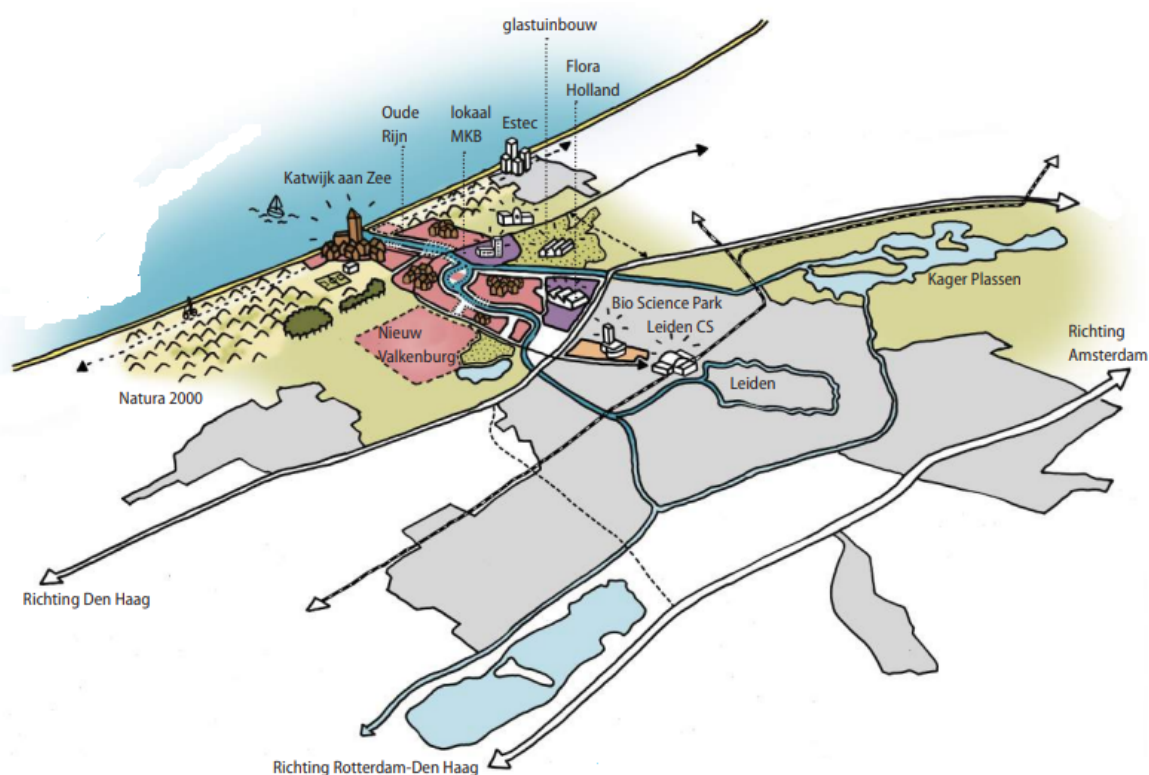 glastuinbouw
Flora
Holland
Oude
Rijn
lokaal
MKB
Estec
Katwijk aan Zee
Kager Plassen
Bio Science Park
Leiden CS
Richting
Amsterdam
Nieuw
Valkenburg
Leiden
Natura 2000
Richting Den Haag
Richting Rotterdam-Den Haag